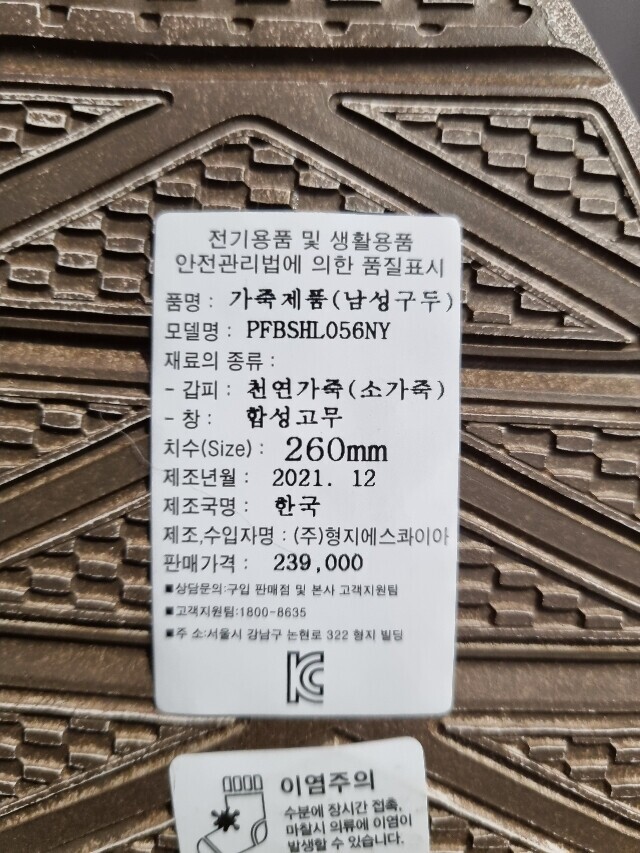 전기용품 및 생활용품
안전관리법에 의한 품질표시
품명 : 가죽제품(남성구두)
모델명 : PFBSHL056NY
재료의 종류 :
- 갑피 : 천연가죽(소가죽)
- 창 : 합성고무
치수(Size) : 260mm
제조년월 : 2021. 12
제조국명 : 한국
제조,수입자명 : (주)형지에스콰이아
판매가격 : 239,000
■상담문의:구입 판매점 및 본사 고객지원팀
■고객지원팀:1800-8635
■주 소:서울시 강남구 논현로 322 형지 빌딩
KC
이염주의
수분에 장시간 접촉,
마찰시 의류에 이염이
발생할 수 있습니다.